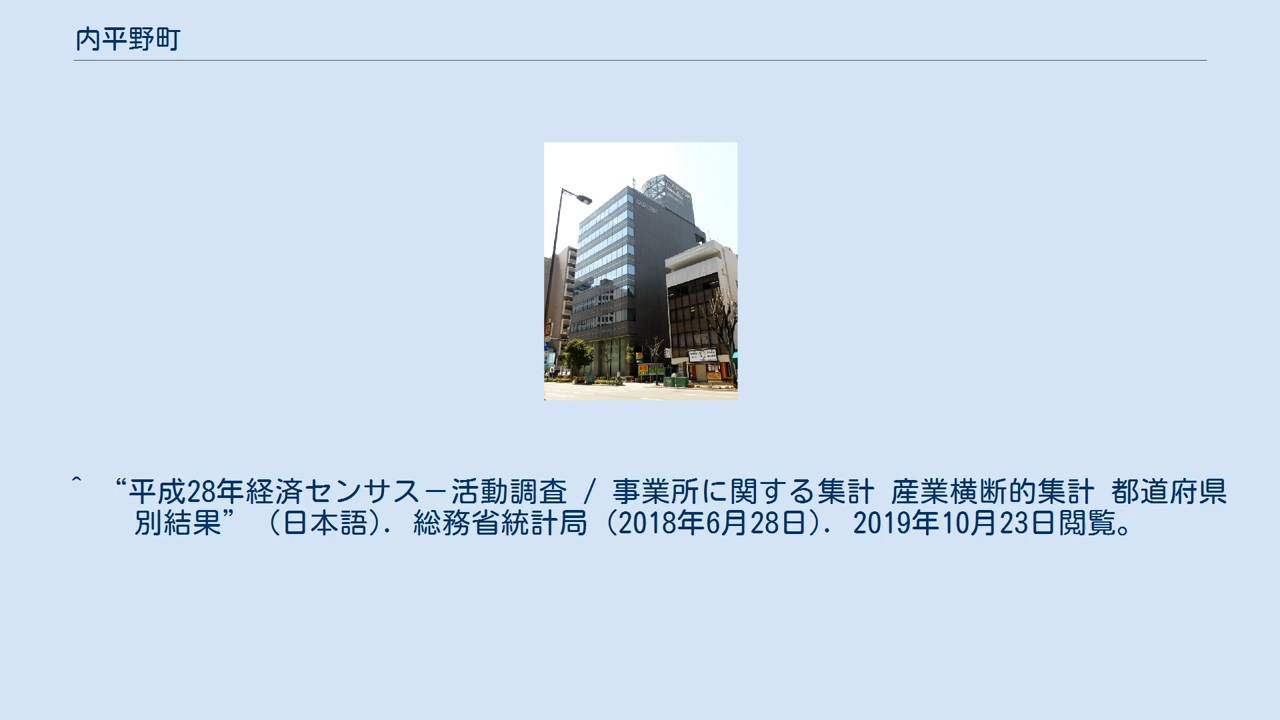 内平野町
^ “平成28年経済センサス－活動調査 / 事業所に関する集計 産業横断的集計 都道府県
別結果” (日本語). 総務省統計局 (2018年6月28日). 2019年10月23日閲覧。